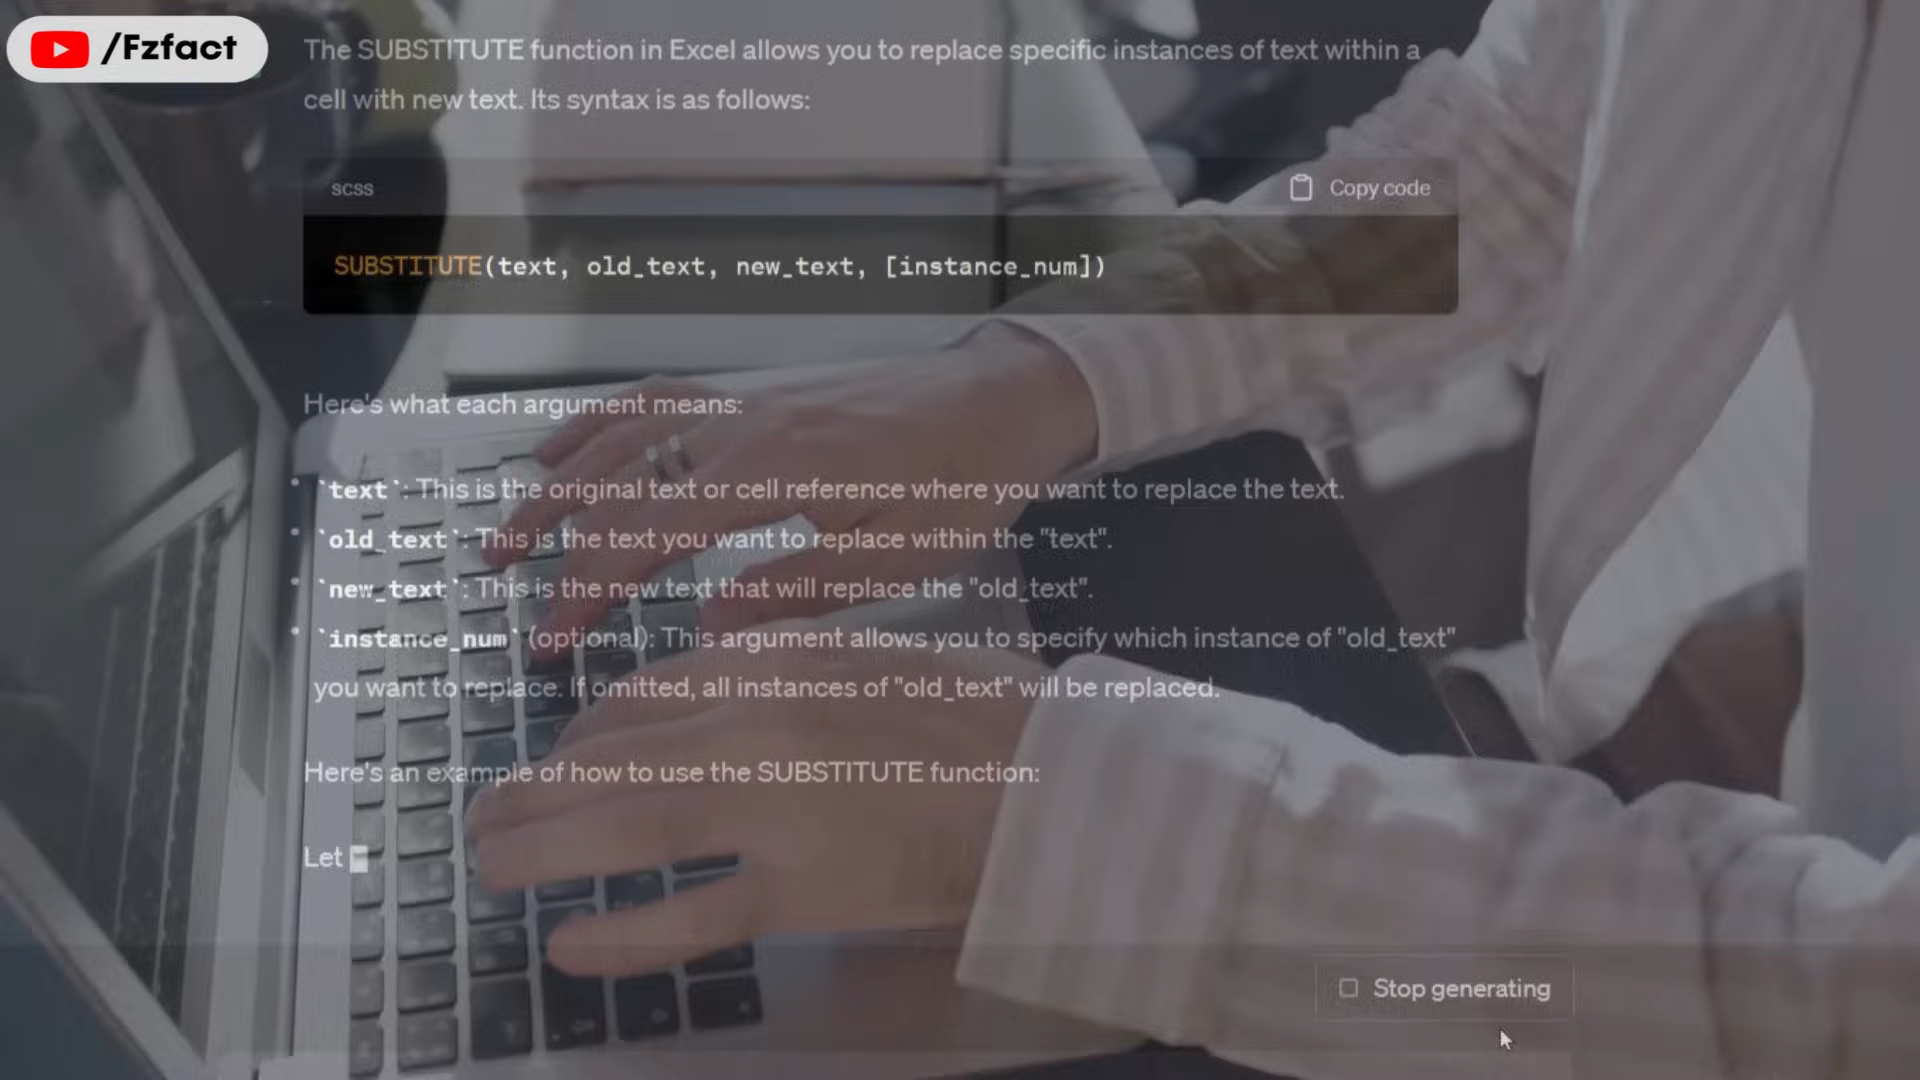 /Fzfact
The SUBSTITUTE function in Excel allows you to replace specific instances of text within a
cell with new text. Its syntax is as follows:
scss
Copy code
SUBSTITUTE(text, old_text, new_text, [instance_num])
Here's what each argument means:
• `text`: This is the original text or cell reference where you want to replace the text.
• `old_text`: This is the text you want to replace within the "text".
• `new_text`: This is the new text that will replace the "old_text".
• `instance_num` (optional): This argument allows you to specify which instance of "old_text"
you want to replace. If omitted, all instances of "old_text" will be replaced.
Here's an example of how to use the SUBSTITUTE function:
Let
Stop generating